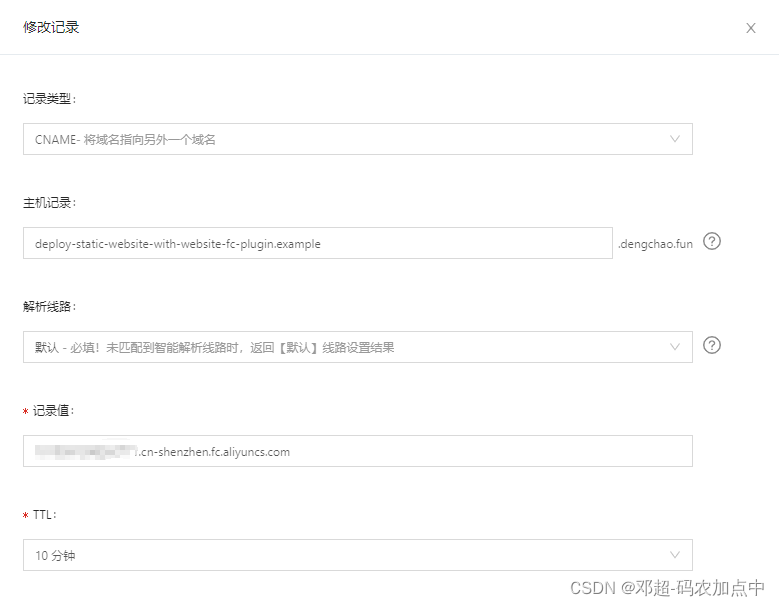 修改记录
记录类型:
CNAME- 将域名指向另外一个域名
主机记录:
deploy-static-website-with-website-fc-plugin.example .dengchao.fun
解析线路:
默认 - 必填！未匹配到智能解析线路时，返回【默认】线路设置结果
* 记录值:
.cn-shenzhen.fc.aliyuncs.com
* TTL:
10 分钟
CSDN @邓超-码农加点中